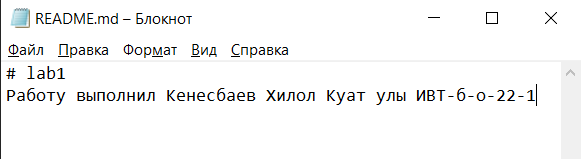 README.md – Блокнот
Файл Правка Формат Вид Справка
# lab1
Работу выполнил Кенесбаев Хилол Куат улы ИВТ-б-о-22-1